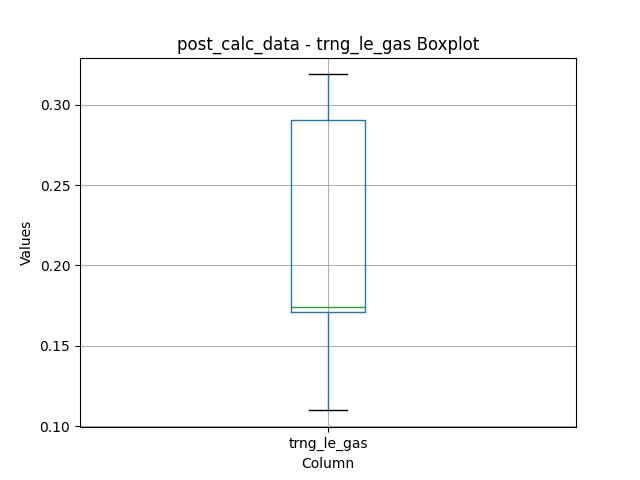 post_calc_data - trng_le_gas Boxplot
0.30
0.25
0.20
0.15
0.10
Values
trng_le_gas
Column